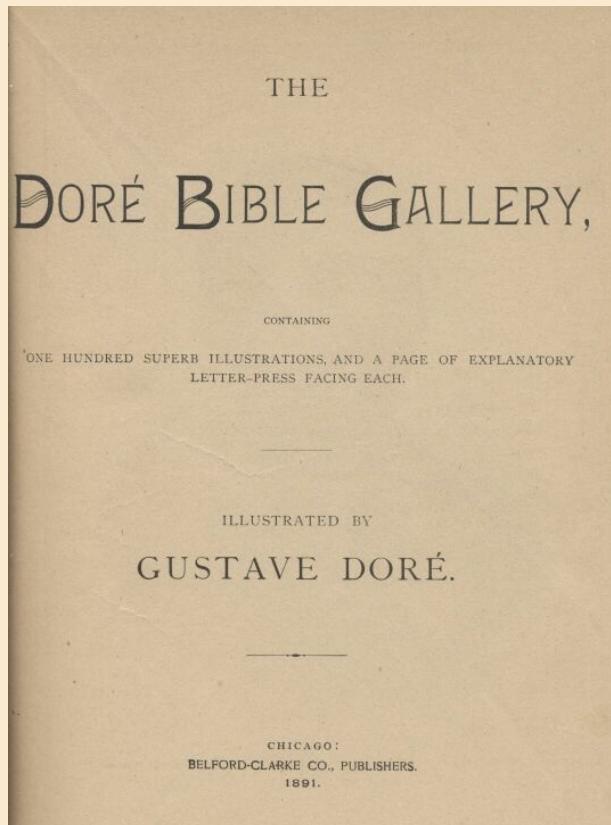 THE
DORÉ BIBLE GALLERY,
CONTAINING
ONE HUNDRED SUPERB ILLUSTRATIONS, AND A PAGE OF EXPLANATORY
LETTER-PRESS FACING EACH.
ILLUSTRATED BY
GUSTAVE DORÉ.
CHICAGO:
BELFORD-CLARKE CO., PUBLISHERS.
1891.